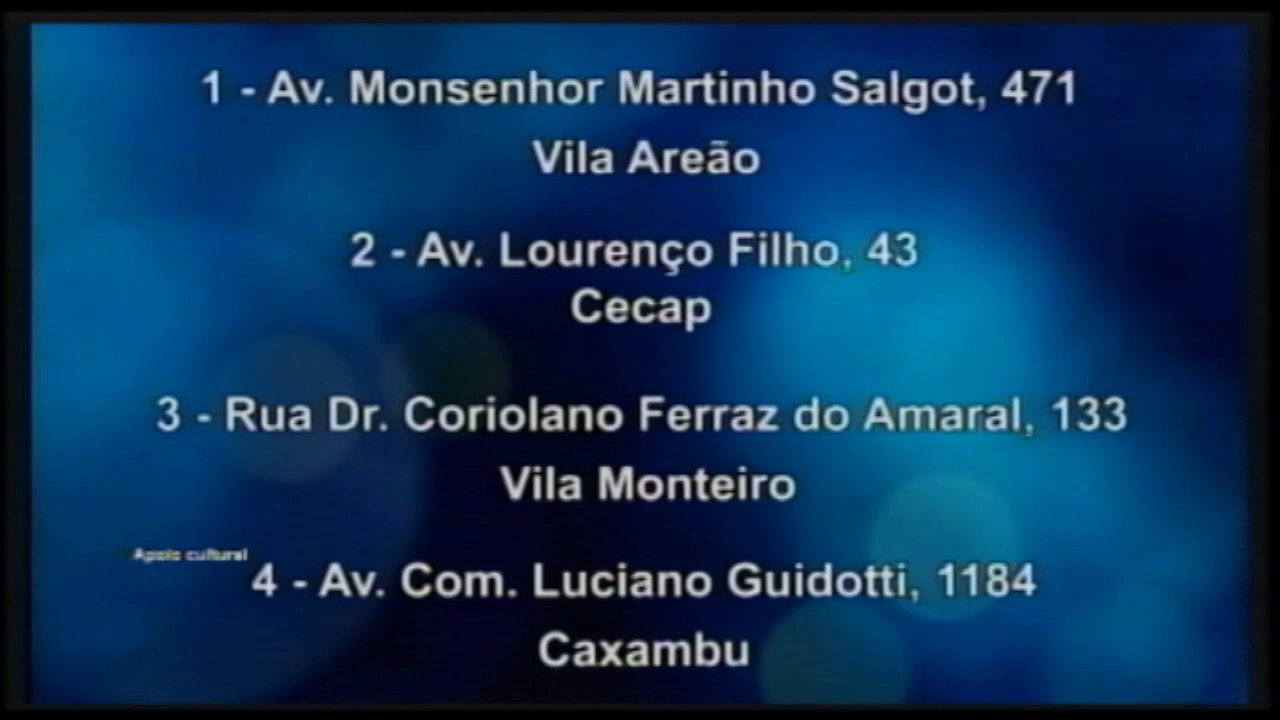 1 - Av. Monsenhor Martinho Salgot, 471
Vila Areão
2 - Av. Lourenço Filho, 43
Cecap
3 - Rua Dr. Coriolano Ferraz do Amaral, 133
Vila Monteiro
Apoio cultural
4 - Av. Com. Luciano Guidotti, 1184
Caxambu